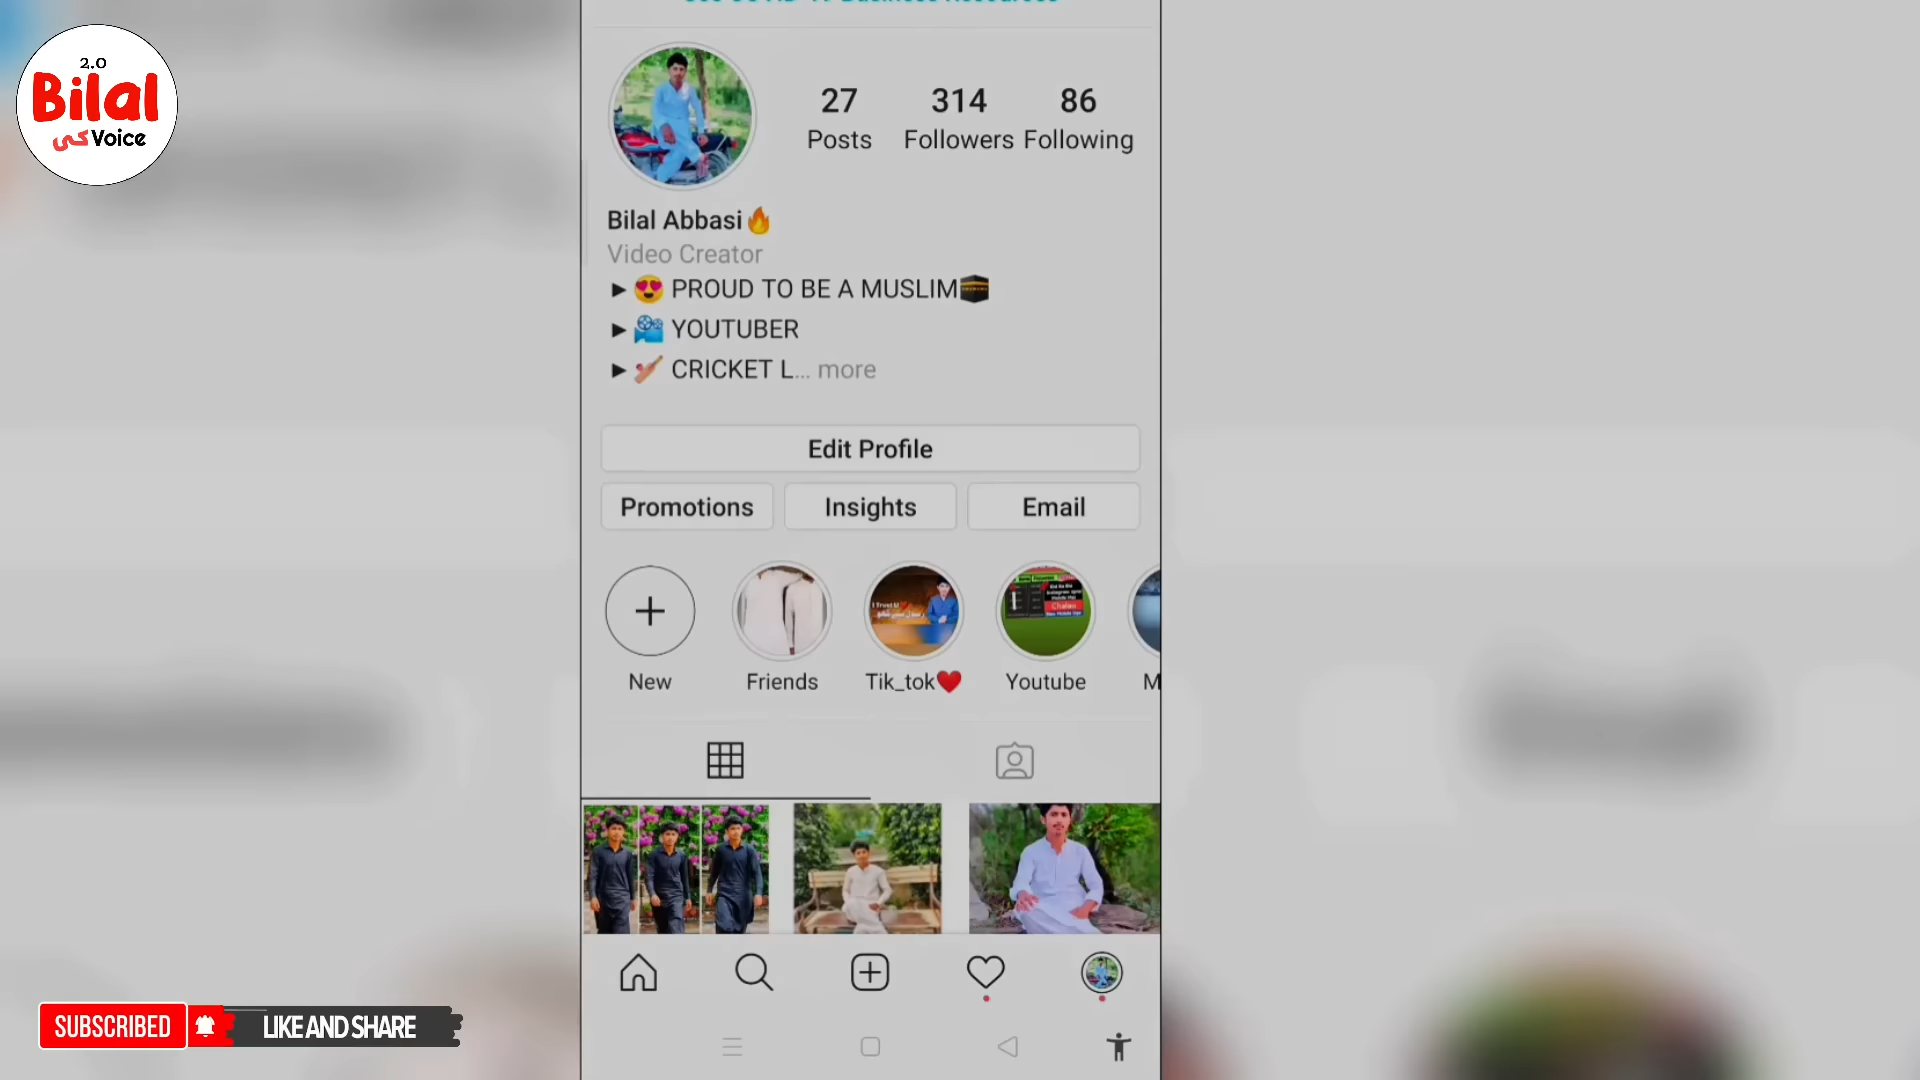 2.0
Bilal
کی Voice
27 314 86
Posts Followers Following
Bilal Abbasi🔥
Video Creator
►😍 PROUD TO BE A MUSLIM🕋
►🎥 YOUTUBER
►🏏 CRICKET L... more
Edit Profile
Promotions Insights Email
New Friends Tik_tok❤️ Youtube M
SUBSCRIBED LIKE AND SHARE